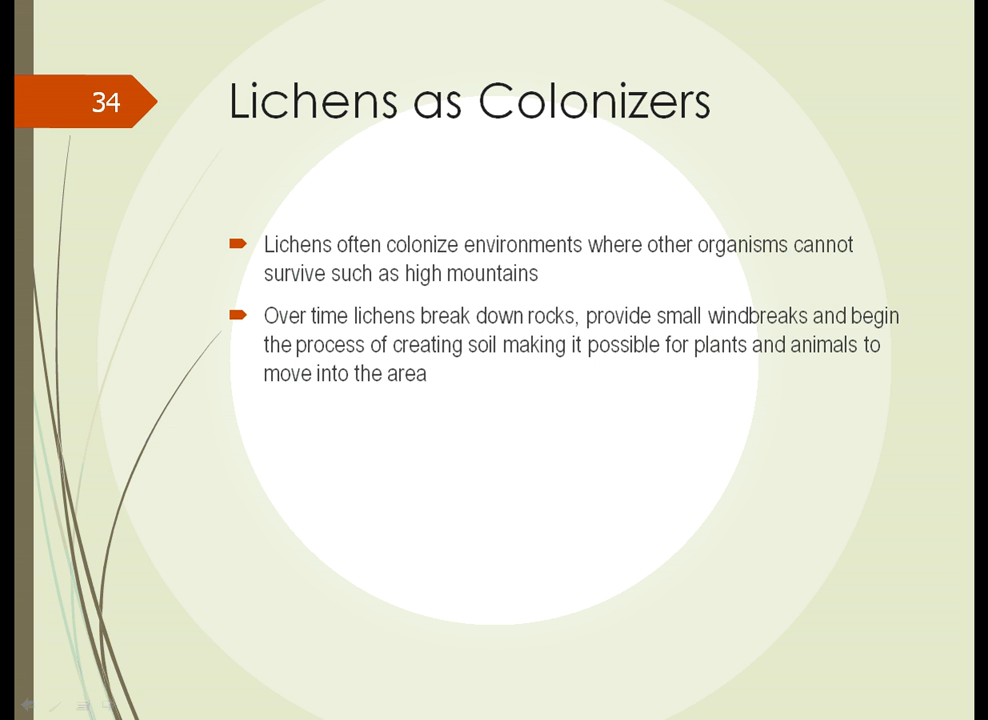 34
Lichens as Colonizers
Lichens often colonize environments where other organisms cannot
survive such as high mountains
Over time lichens break down rocks, provide small windbreaks and begin
the process of creating soil making it possible for plants and animals to
move into the area